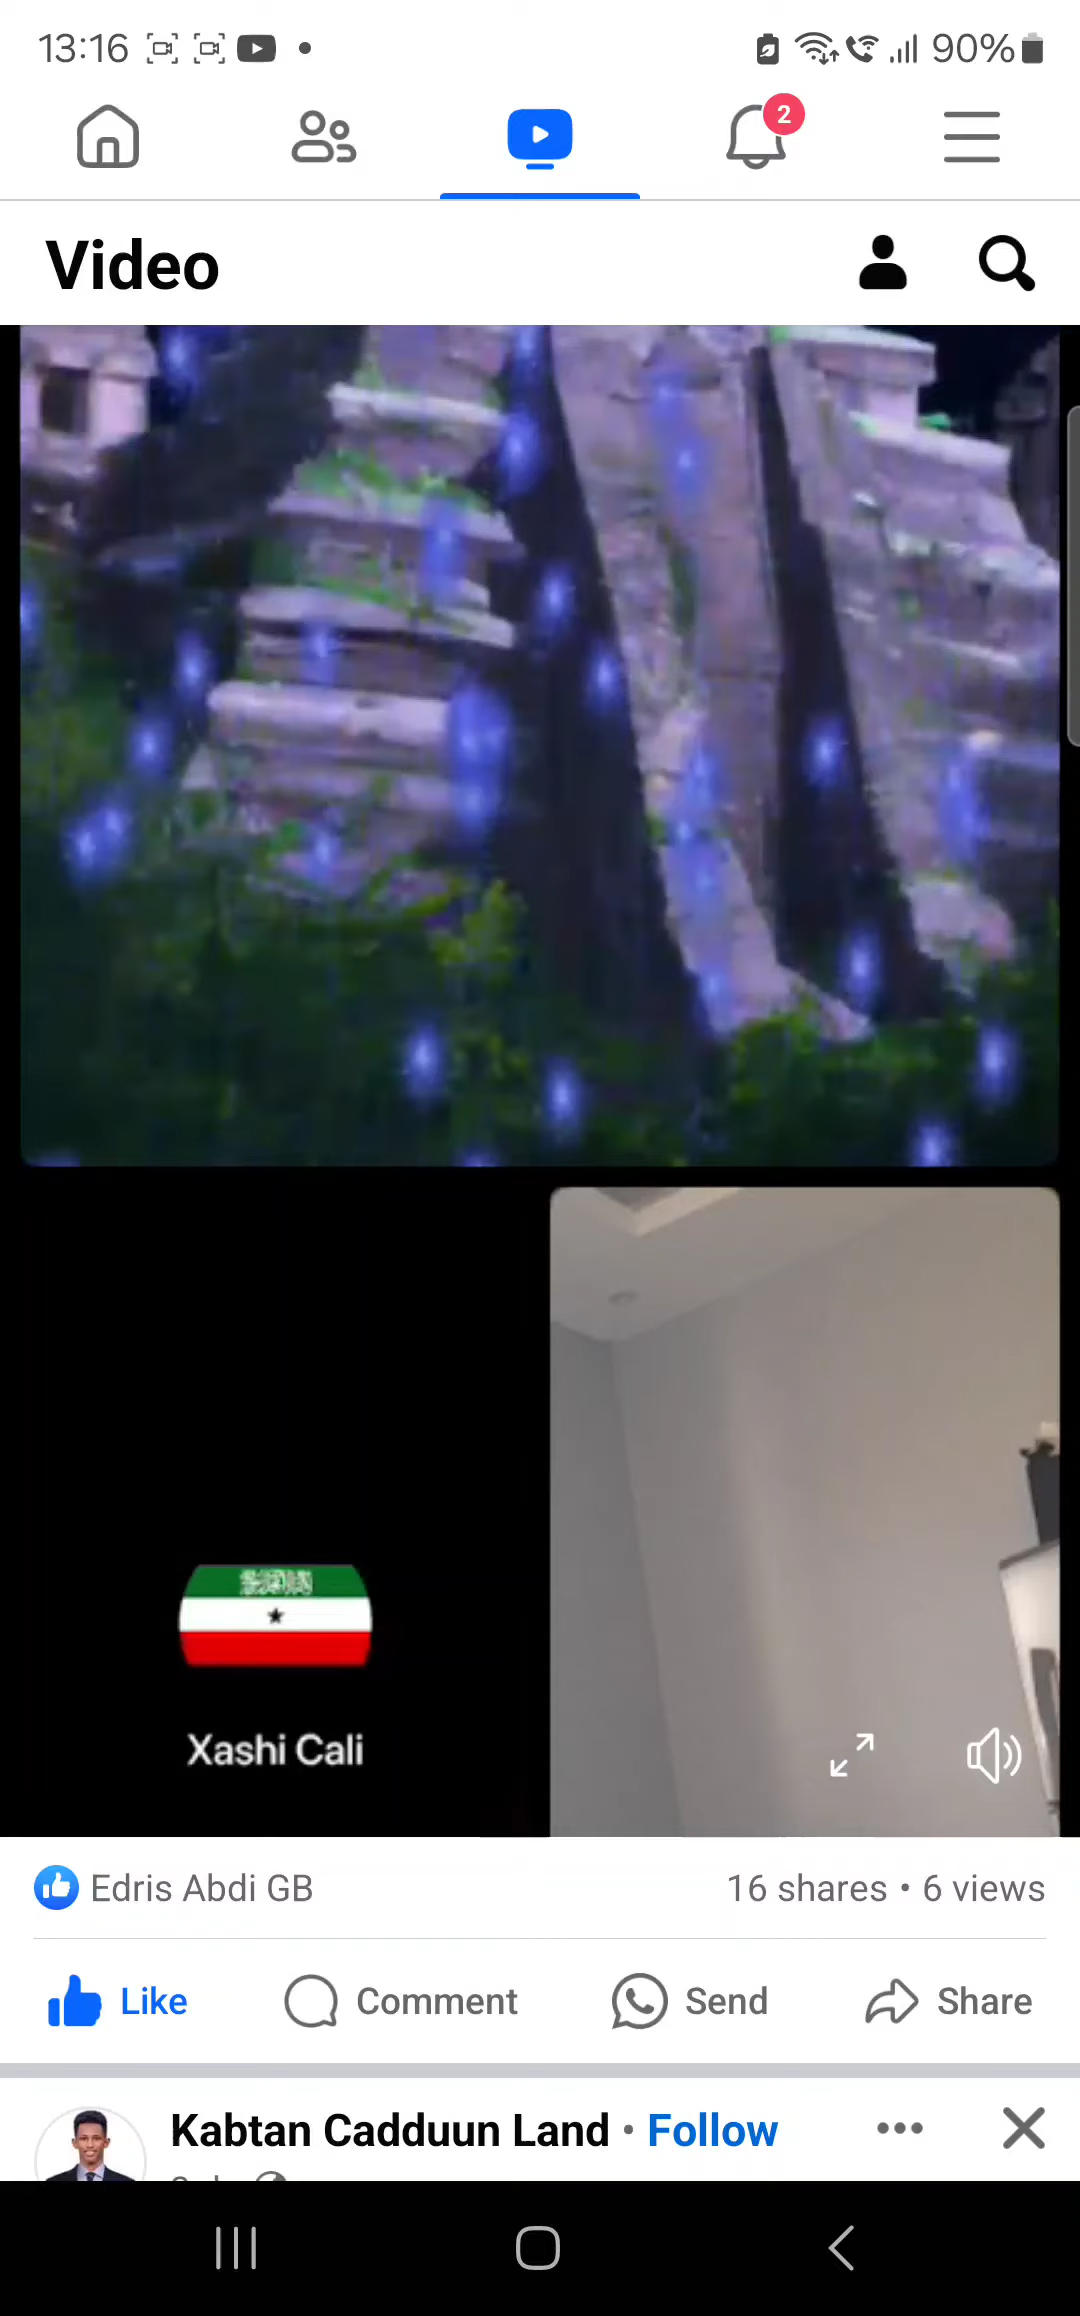 13:16
90%
2
Video
Xashi Cali
Edris Abdi GB
16 shares • 6 views
Like
Comment
Send
Share
Kabtan Cadduun Land • Follow